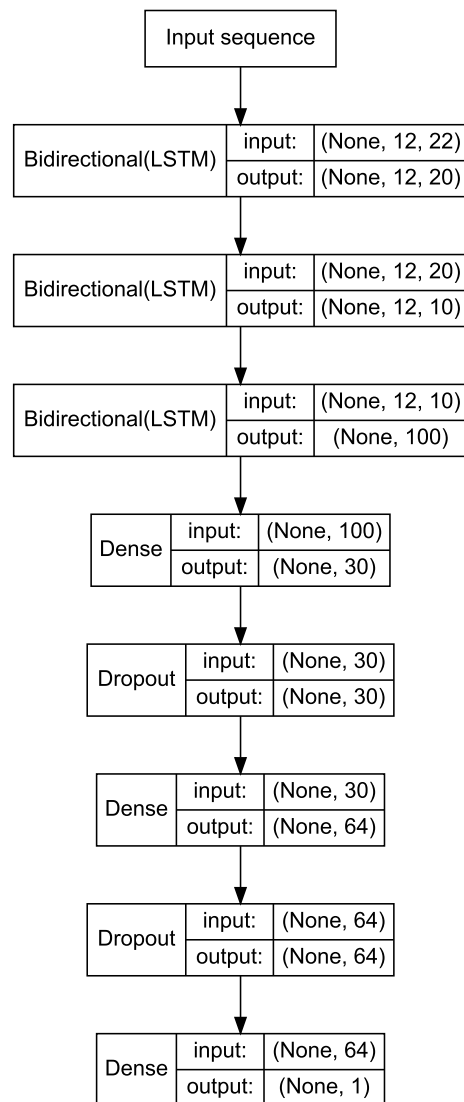 Input sequence
Bidirectional(LSTM)
input: (None, 12, 22)
output: (None, 12, 20)
Bidirectional(LSTM)
input: (None, 12, 20)
output: (None, 12, 10)
Bidirectional(LSTM)
input: (None, 12, 10)
output: (None, 100)
Dense
input: (None, 100)
output: (None, 30)
Dropout
input: (None, 30)
output: (None, 30)
Dense
input: (None, 30)
output: (None, 64)
Dropout
input: (None, 64)
output: (None, 64)
Dense
input: (None, 64)
output: (None, 1)